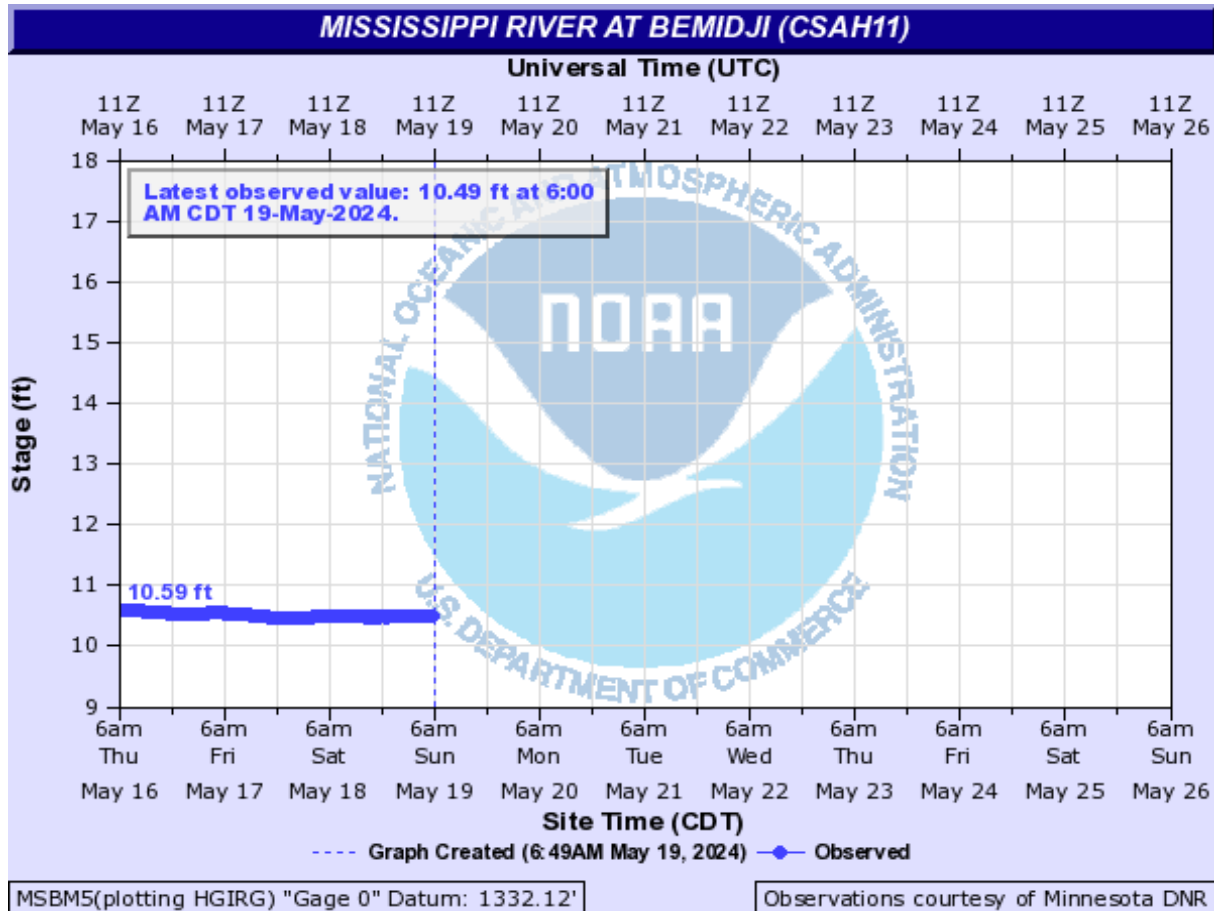 MISSISSIPPI RIVER AT BEMIDJI (CSAH11)
Universal Time (UTC)
11Z 11Z 11Z 11Z 11Z 11Z 11Z 11Z 11Z 11Z 11Z
May 16 May 17 May 18 May 19 May 20 May 21 May 22 May 23 May 24 May 25 May 26
Latest observed value: 10.49 ft at 6:00
AM CDT 19-May-2024.
NATIONAL OCEANIC AND ATMOSPHERIC ADMINISTRATION
NOAA
U.S. DEPARTMENT OF COMMERCE
Stage (ft)
18
17
16
15
14
13
12
11
10
9
10.59 ft
6am 6am 6am 6am 6am 6am 6am 6am 6am 6am 6am
Thu Fri Sat Sun Mon Tue Wed Thu Fri Sat Sun
May 16 May 17 May 18 May 19 May 20 May 21 May 22 May 23 May 24 May 25 May 26
Site Time (CDT)
Graph Created (6:49AM May 19, 2024) Observed
MSBM5(plotting HGIRG) "Gage 0" Datum: 1332.12'
Observations courtesy of Minnesota DNR